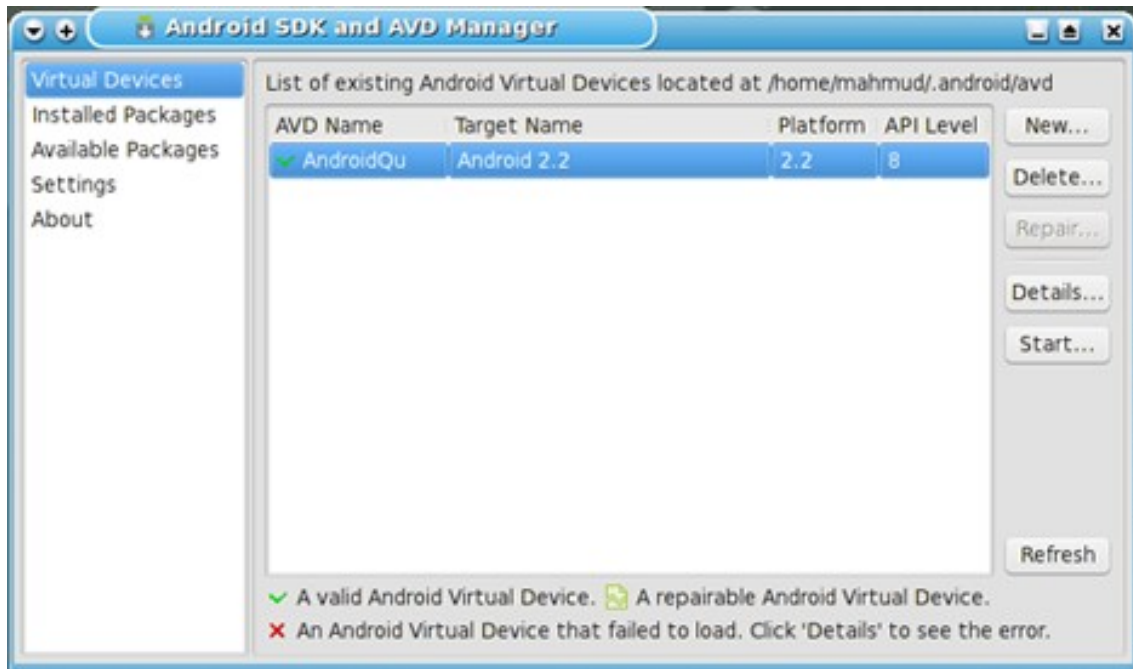 Android SDK and AVD Manager
Virtual Devices
Installed Packages
Available Packages
Settings
About
List of existing Android Virtual Devices located at /home/mahmud/.android/avd
AVD Name Target Name Platform API Level
AndroidQu Android 2.2 2.2 8
New...
Delete...
Repair...
Details...
Start...
Refresh
A valid Android Virtual Device. A repairable Android Virtual Device.
An Android Virtual Device that failed to load. Click 'Details' to see the error.